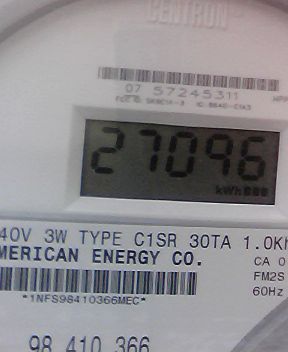 CENTRON
07 57245311
27096
kWh
40V 3W TYPE C1SR 30TA 1.0Kh
MERICAN ENERGY CO.
CA 0
FM2S
60Hz
*1NFS98410366MEC*
98 410 366